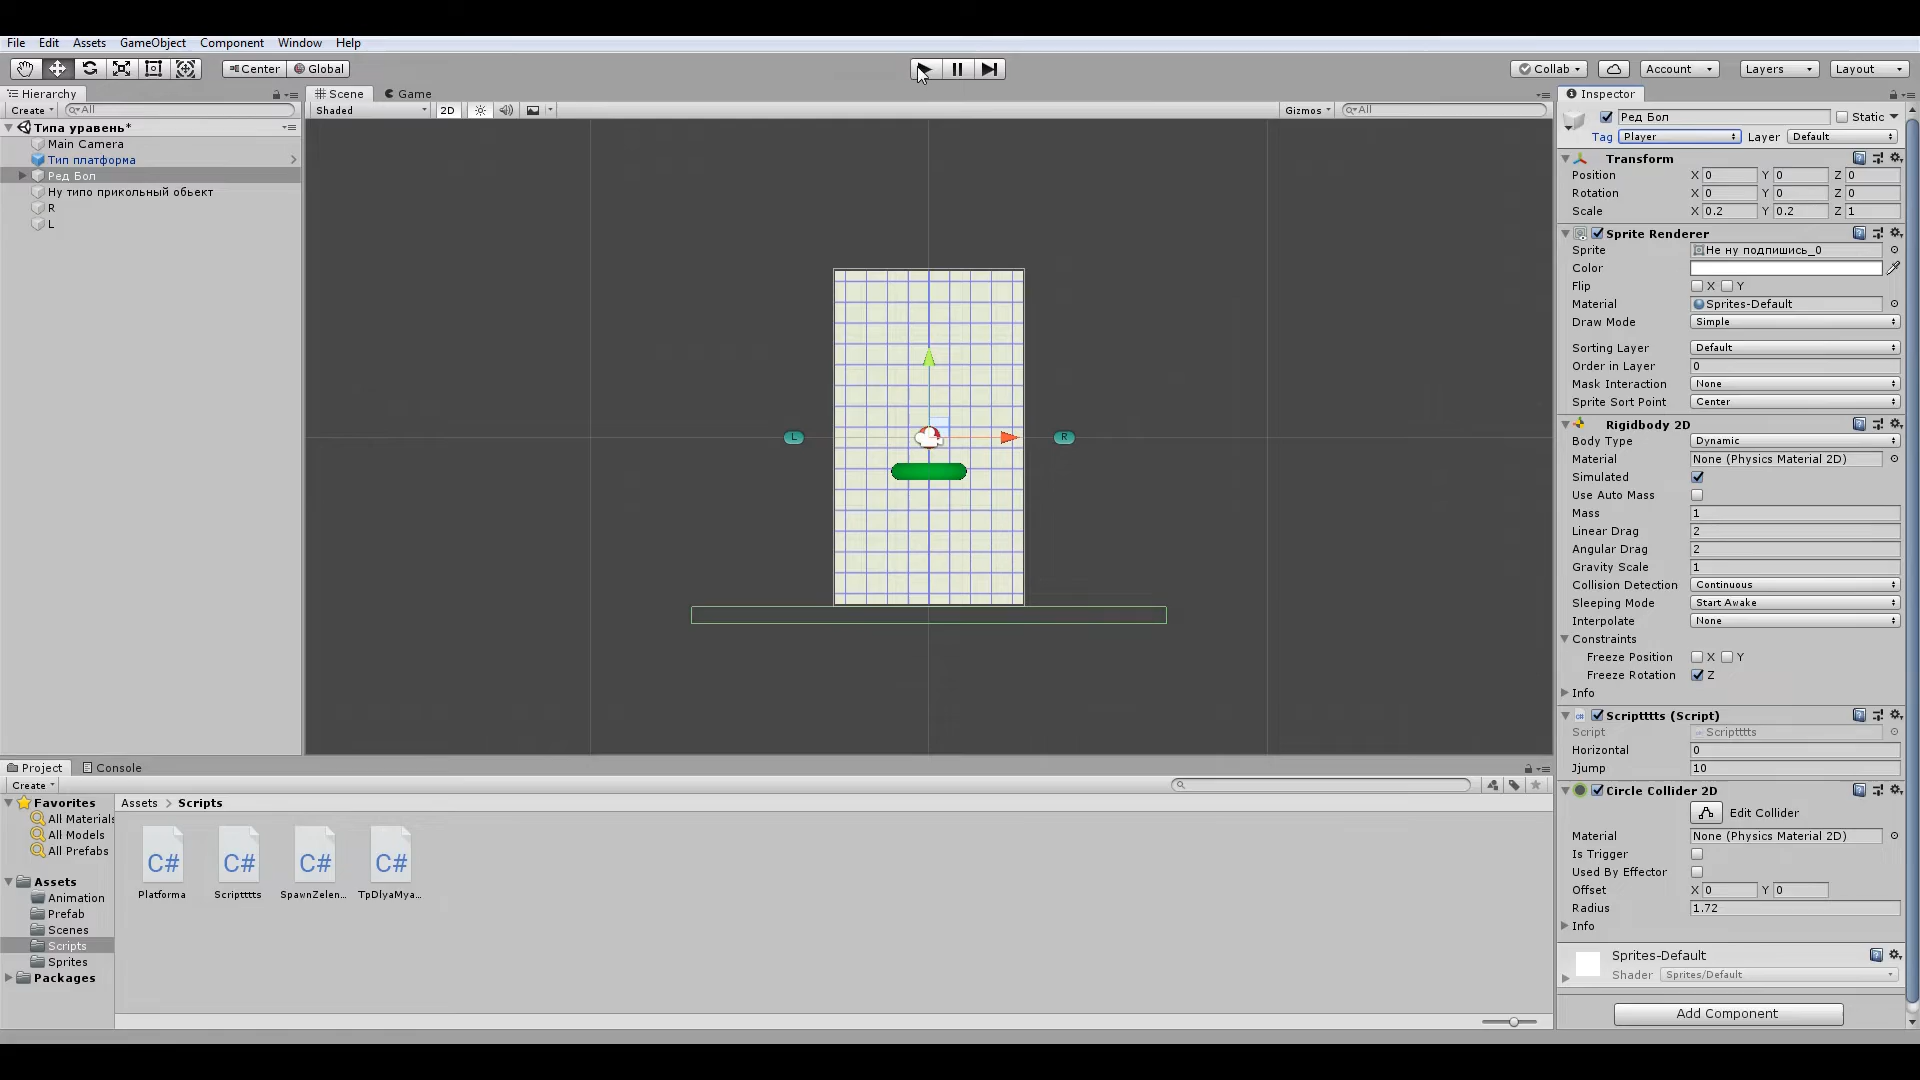 File Edit Assets GameObject Component Window Help
Center Global Collab Account Layers Layout
Hierarchy
Create All
Типа уравень*
Main Camera
Тип платформа
Ред Бол
Ну типо прикольный обьект
R
L
Scene Game
Shaded 2D Gizmos All
L
R
Inspector
Ред Бол Static
Tag Player Layer Default
Transform
Position X 0 Y 0 Z 0
Rotation X 0 Y 0 Z 0
Scale X 0.2 Y 0.2 Z 1
Sprite Renderer
Sprite Не ну подпишись_0
Color
Flip X Y
Material Sprites-Default
Draw Mode Simple
Sorting Layer Default
Order in Layer 0
Mask Interaction None
Sprite Sort Point Center
Rigidbody 2D
Body Type Dynamic
Material None (Physics Material 2D)
Simulated
Use Auto Mass
Mass 1
Linear Drag 2
Angular Drag 2
Gravity Scale 1
Collision Detection Continuous
Sleeping Mode Start Awake
Interpolate None
Constraints
Freeze Position X Y
Freeze Rotation Z
Info
Scriptttts (Script)
Script Scriptttts
Horizontal 0
Jjump 10
Circle Collider 2D
Edit Collider
Material None (Physics Material 2D)
Is Trigger
Used By Effector
Offset X 0 Y 0
Radius 1.72
Info
Sprites-Default
Shader Sprites/Default
Add Component
Project Console
Create
Favorites
All Materials
All Models
All Prefabs
Assets
Animation
Prefab
Scenes
Scripts
Sprites
Packages
Assets > Scripts
C# C# C# C#
Platforma Scriptttts SpawnZelen... TpDlyaMya...